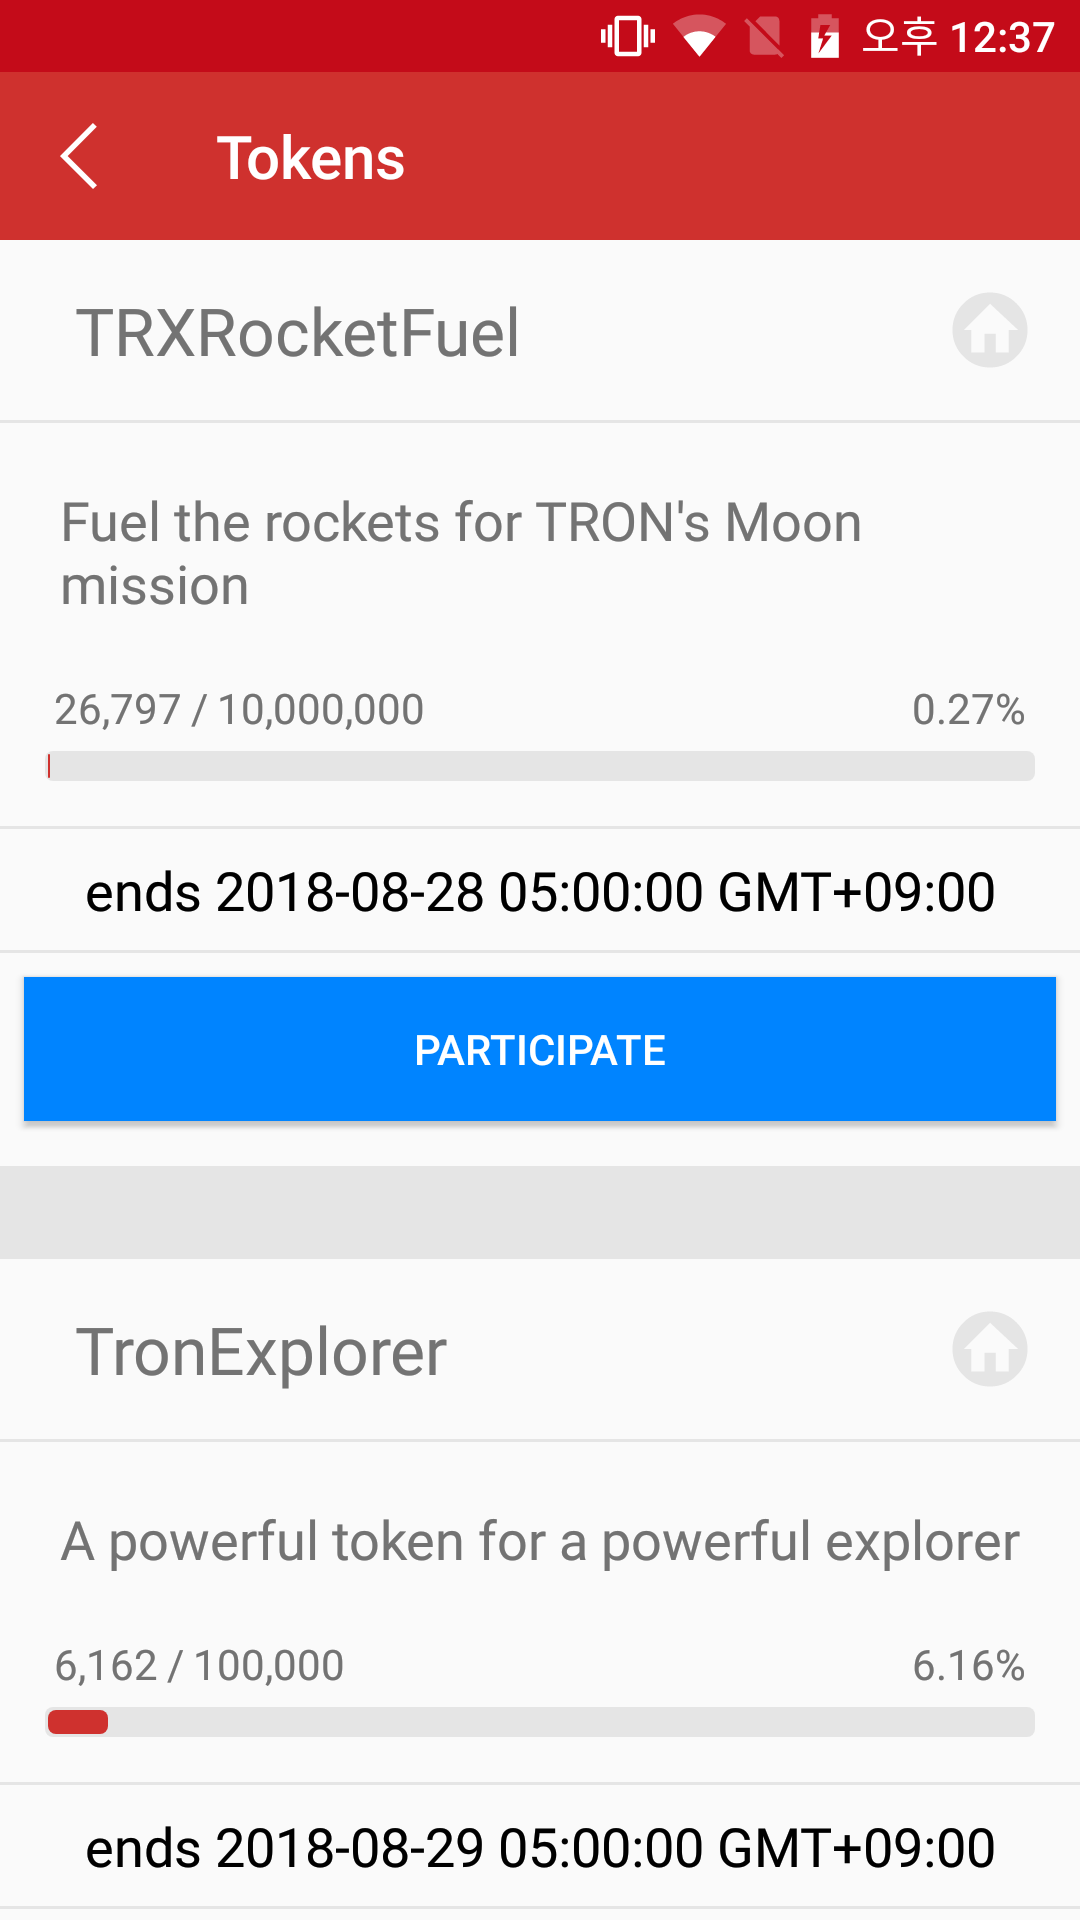 오후 12:37
Tokens
TRXRocketFuel
Fuel the rockets for TRON's Moon
mission
26,797 / 10,000,000
0.27%
ends 2018-08-28 05:00:00 GMT+09:00
PARTICIPATE
TronExplorer
A powerful token for a powerful explorer
6,162 / 100,000
6.16%
ends 2018-08-29 05:00:00 GMT+09:00